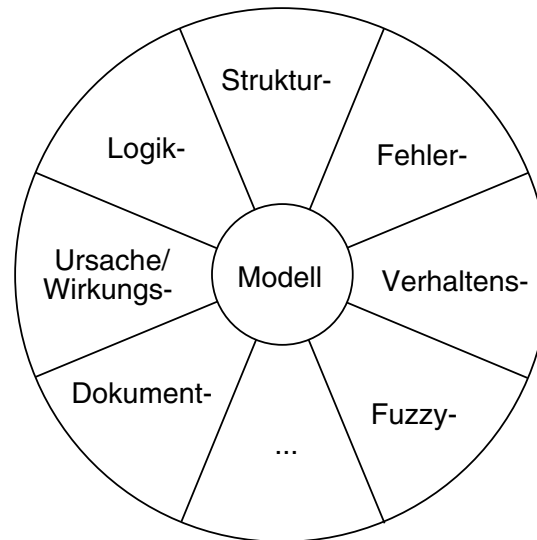 Struktur-
Logik-
Fehler-
Ursache/
Wirkungs-
Modell
Verhaltens-
Dokument-
Fuzzy-
...